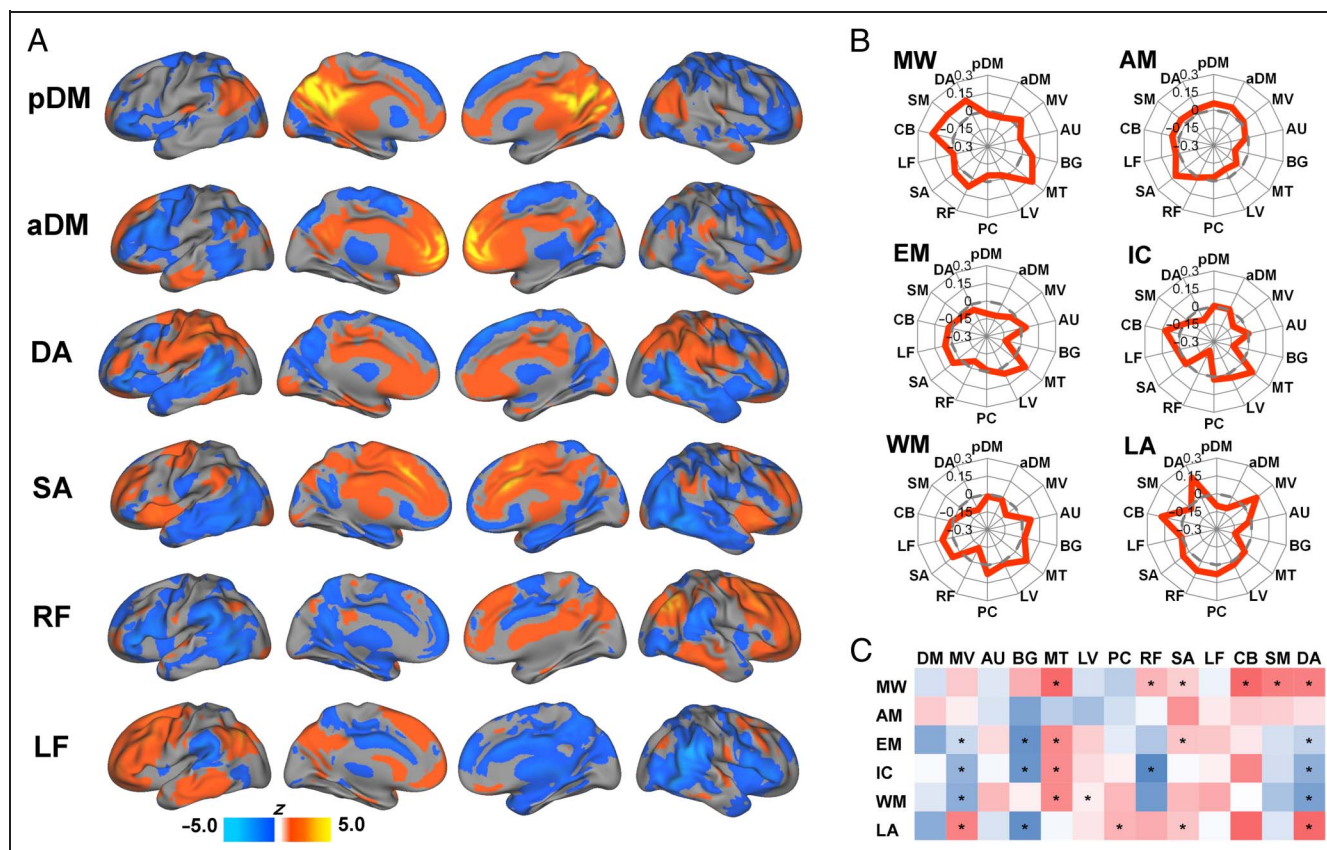 A
pDM
aDM
DA
SA
RF
LF
-5.0
z
5.0
B
MW
pDM
aDM
MV
AU
BG
MT
LV
PC
RF
SA
LF
CB
SM
DA
0.3
0.15
0
-0.15
-0.3
AM
pDM
aDM
MV
AU
BG
MT
LV
PC
RF
SA
LF
CB
SM
DA
0.3
0.15
0
-0.15
-0.3
EM
pDM
aDM
MV
AU
BG
MT
LV
PC
RF
SA
LF
CB
SM
DA
0.3
0.15
0
-0.15
-0.3
IC
pDM
aDM
MV
AU
BG
MT
LV
PC
RF
SA
LF
CB
SM
DA
0.3
0.15
0
-0.15
-0.3
WM
pDM
aDM
MV
AU
BG
MT
LV
PC
RF
SA
LF
CB
SM
DA
0.3
0.15
0
-0.15
-0.3
LA
pDM
aDM
MV
AU
BG
MT
LV
PC
RF
SA
LF
CB
SM
DA
0.3
0.15
0
-0.15
-0.3
C
DM MV AU BG MT LV PC RF SA LF CB SM DA
MW * * * * * *
AM
EM * * * * *
IC * * * * *
WM * * * *
LA * * * * *